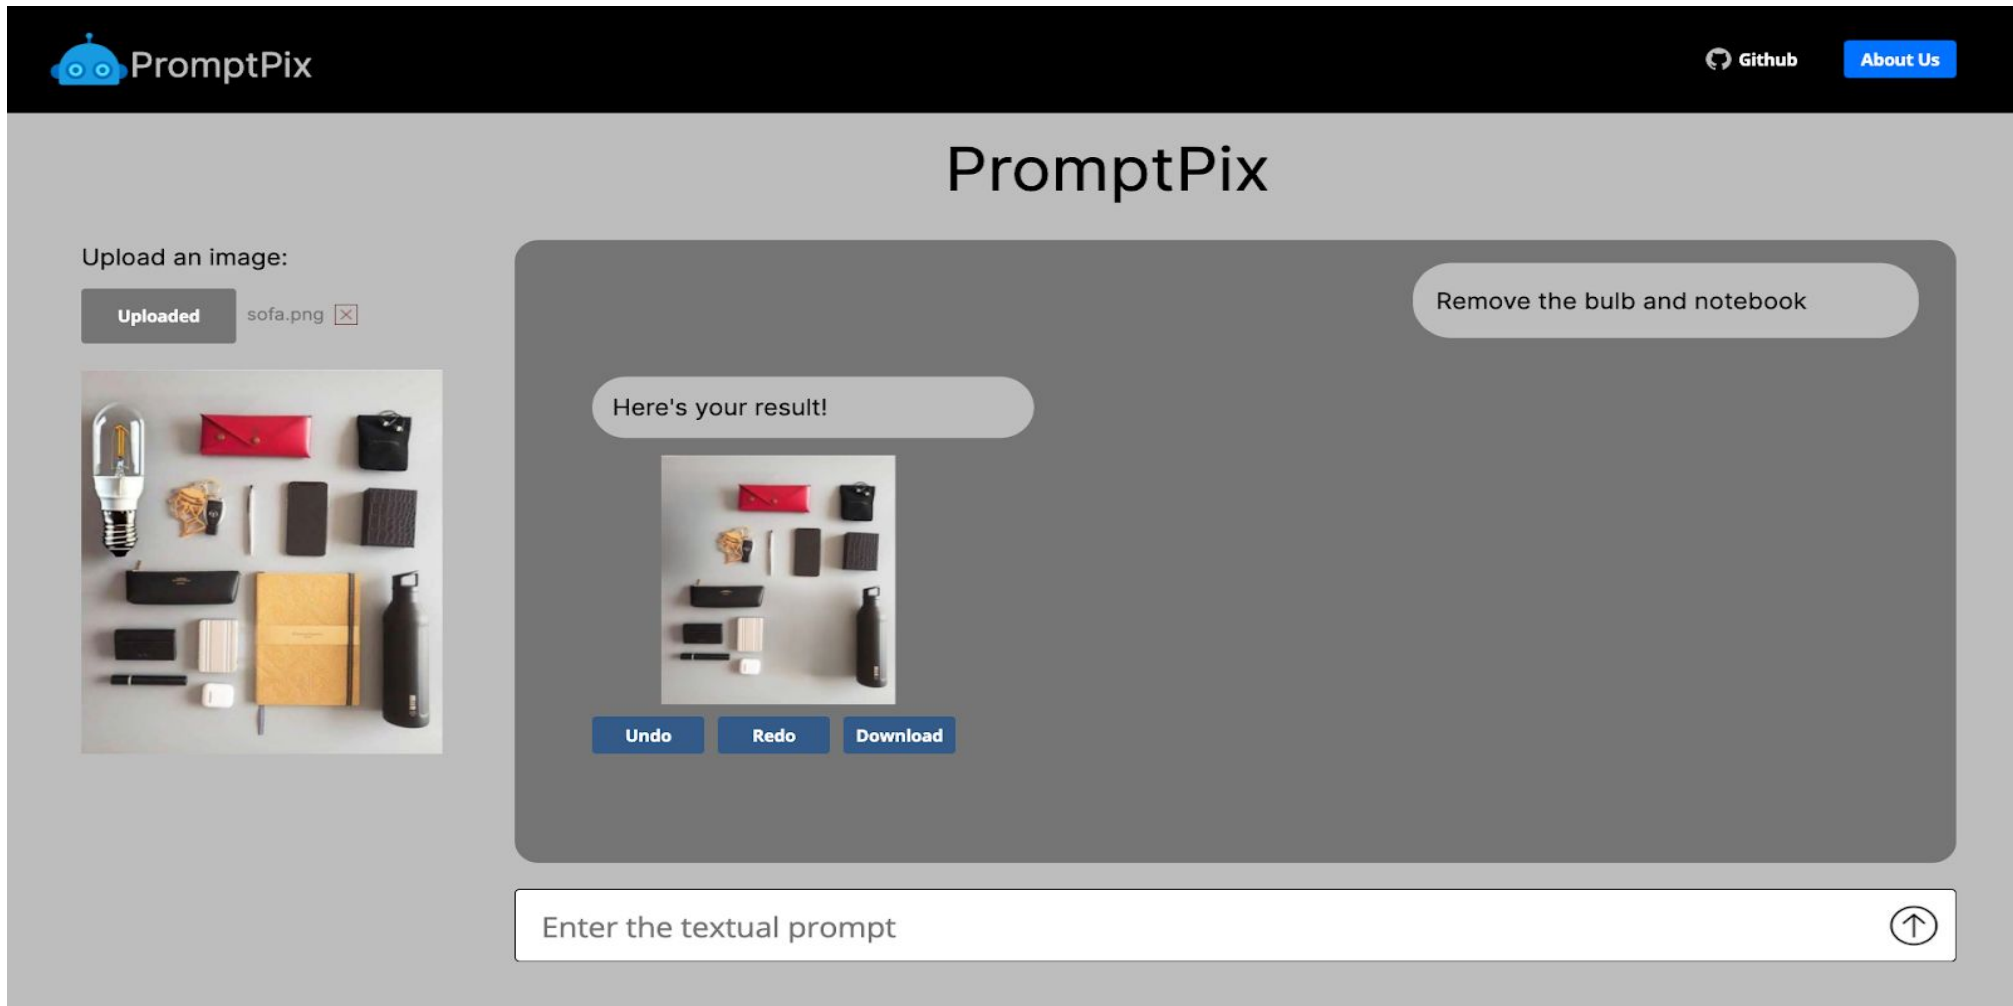 PromptPix
Github
About Us
PromptPix
Upload an image:
Uploaded
sofa.png
Remove the bulb and notebook
Here's your result!
Undo
Redo
Download
Enter the textual prompt